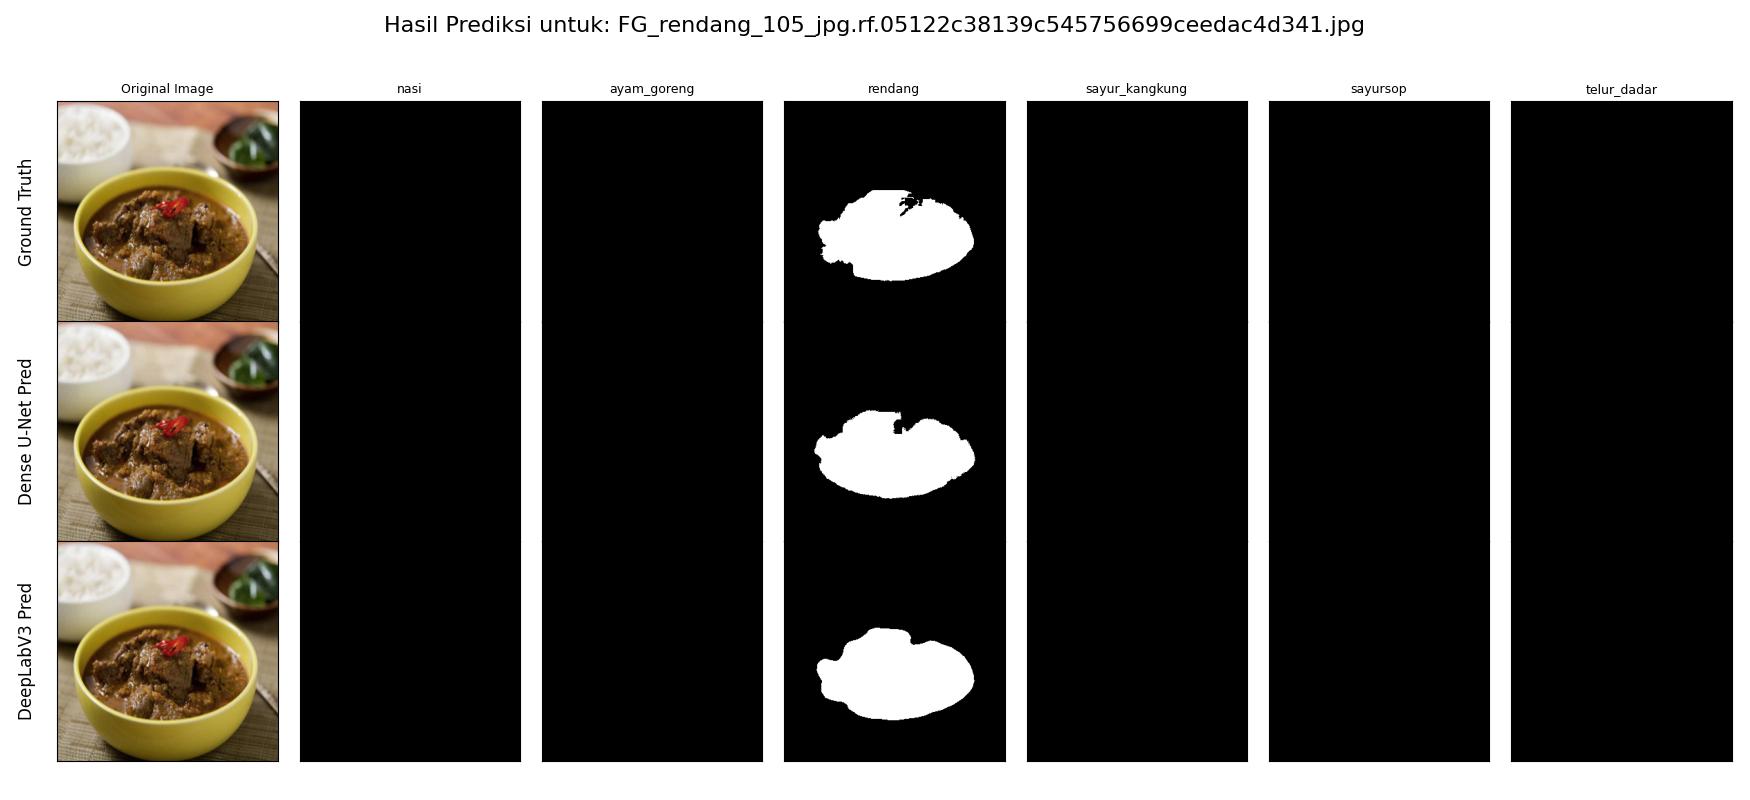 Hasil Prediksi untuk: FG_rendang_105_jpg.rf.05122c38139c545756699ceedac4d341.jpg
Original Image
nasi
ayam_goreng
rendang
sayur_kangkung
sayursop
telur_dadar
Ground Truth
Dense U-Net Pred
DeepLabV3 Pred